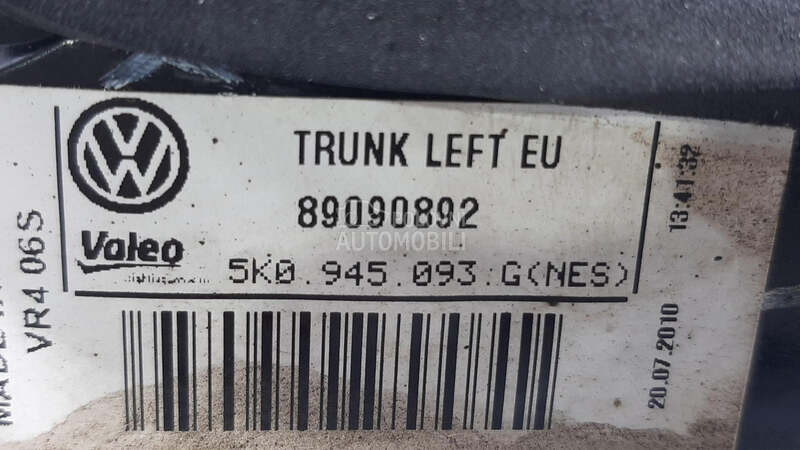 TRUNK LEFT EU
89090892
AUTOMOBILI
Valeo
5K0.945.093.G(NES)
VR4 06S
13:41:32
20.07.2010